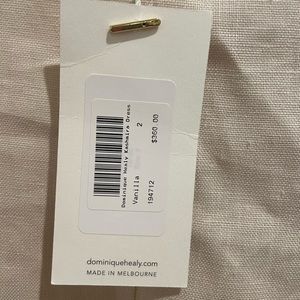 Dominique Healy Kashmira Dress
Vanilla 2
194712 $360.00
dominiquehealy.com
MADE IN MELBOURNE